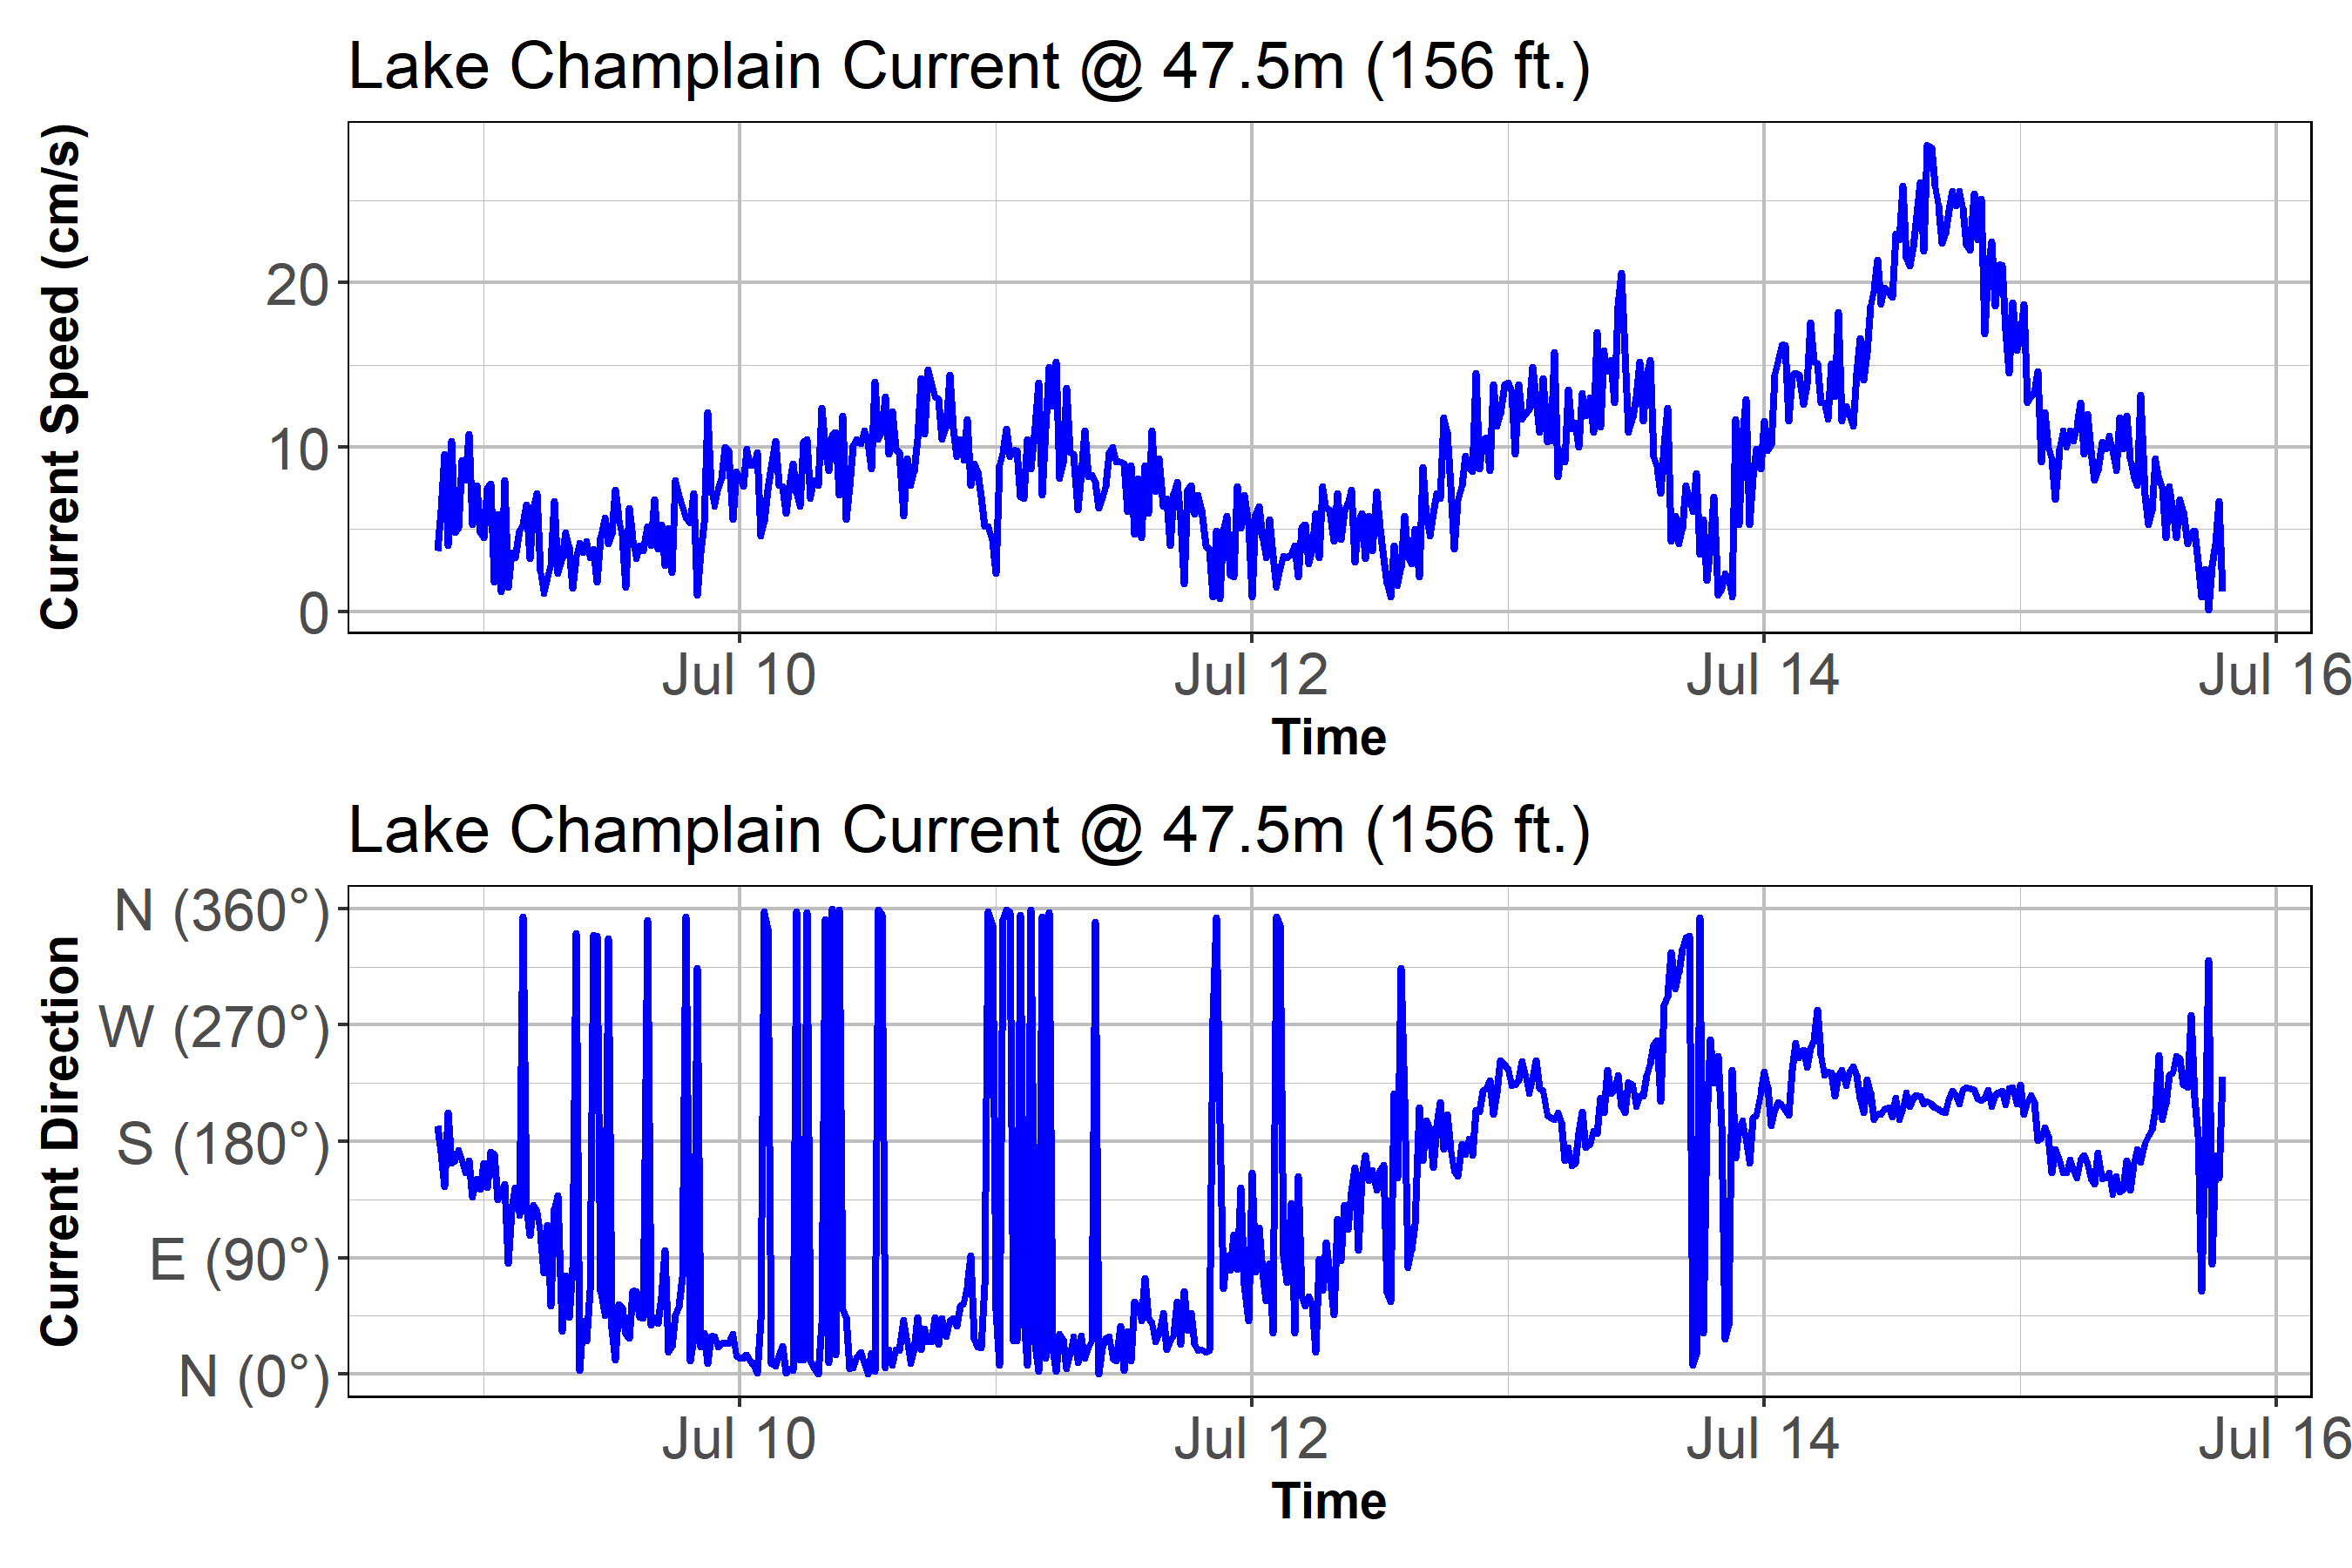 Lake Champlain Current @ 47.5m (156 ft.)
Current Speed (cm/s)
20
10
0
Jul 10 Jul 12 Jul 14 Jul 16
Time
Lake Champlain Current @ 47.5m (156 ft.)
Current Direction
N (360°)
W (270°)
S (180°)
E (90°)
N (0°)
Jul 10 Jul 12 Jul 14 Jul 16
Time